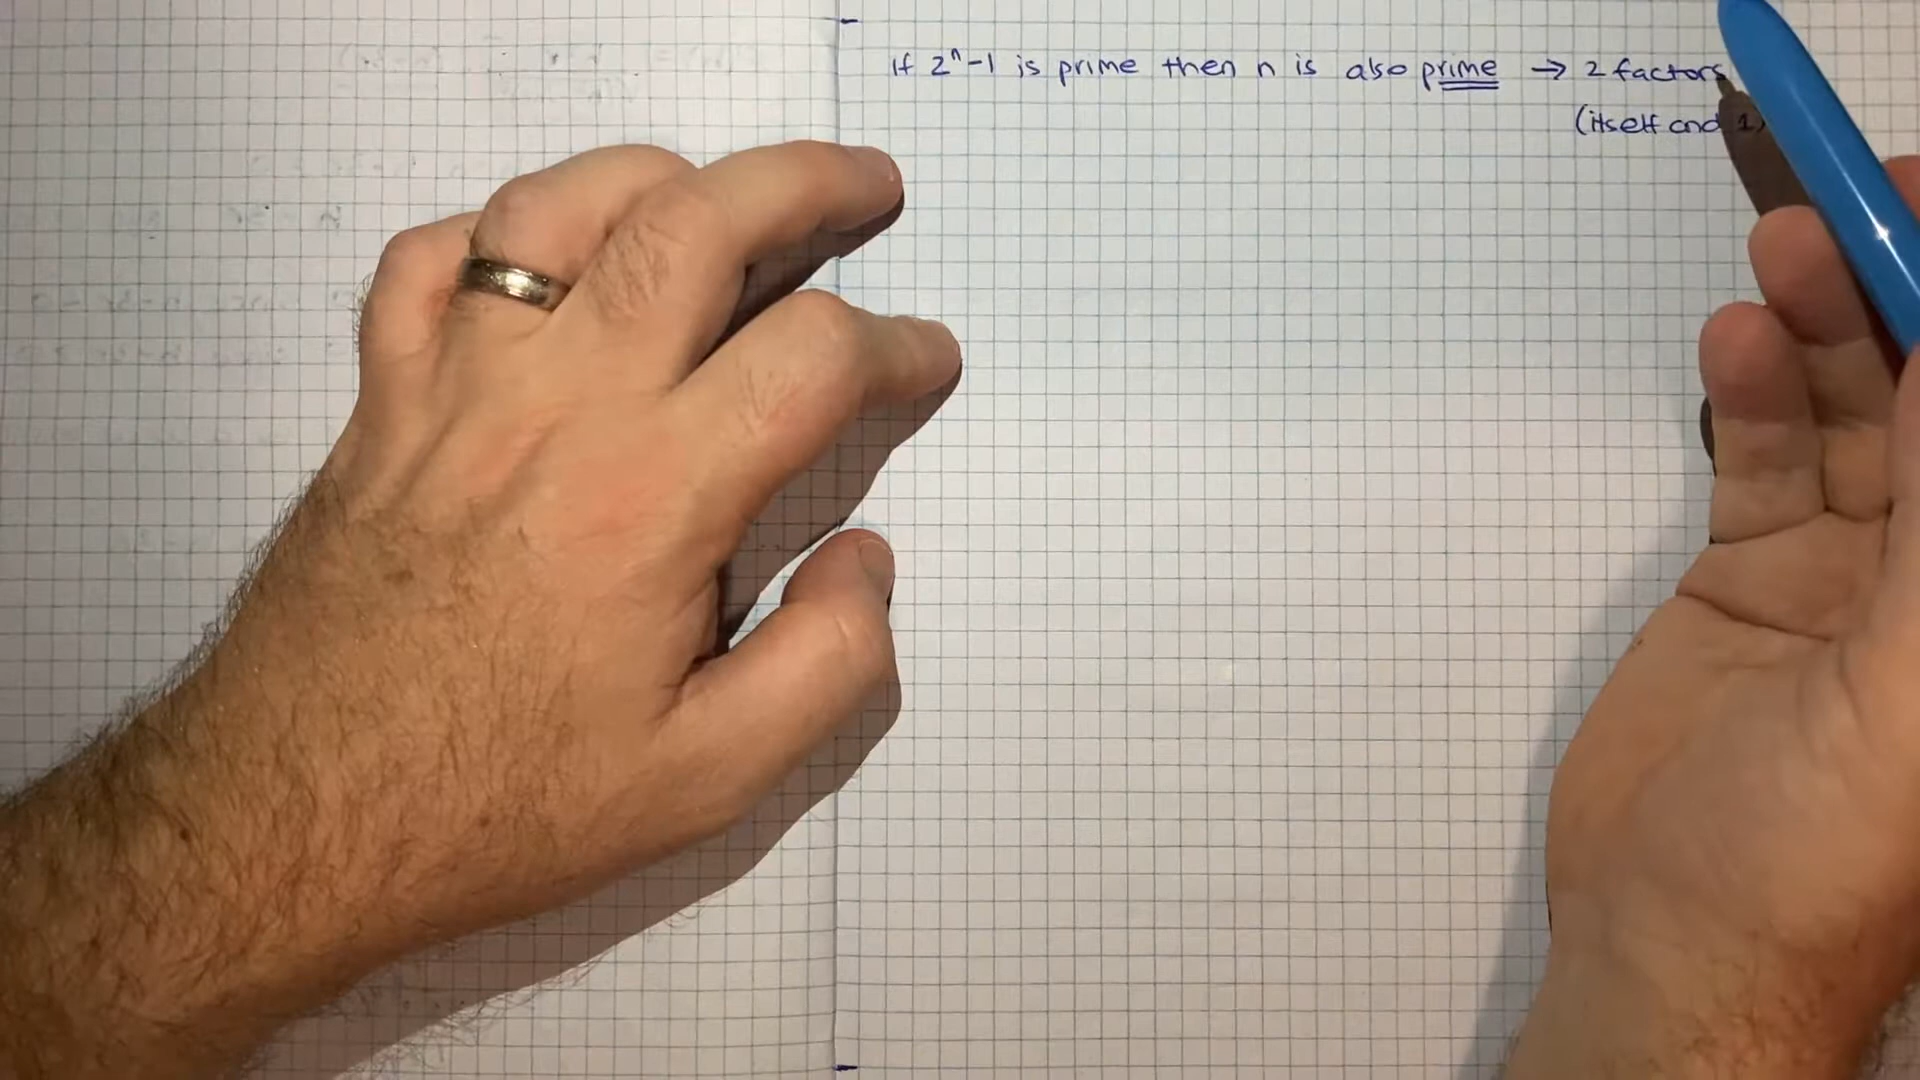 If 2ⁿ-1 is prime then n is also prime → 2 factors
(itself and 1)